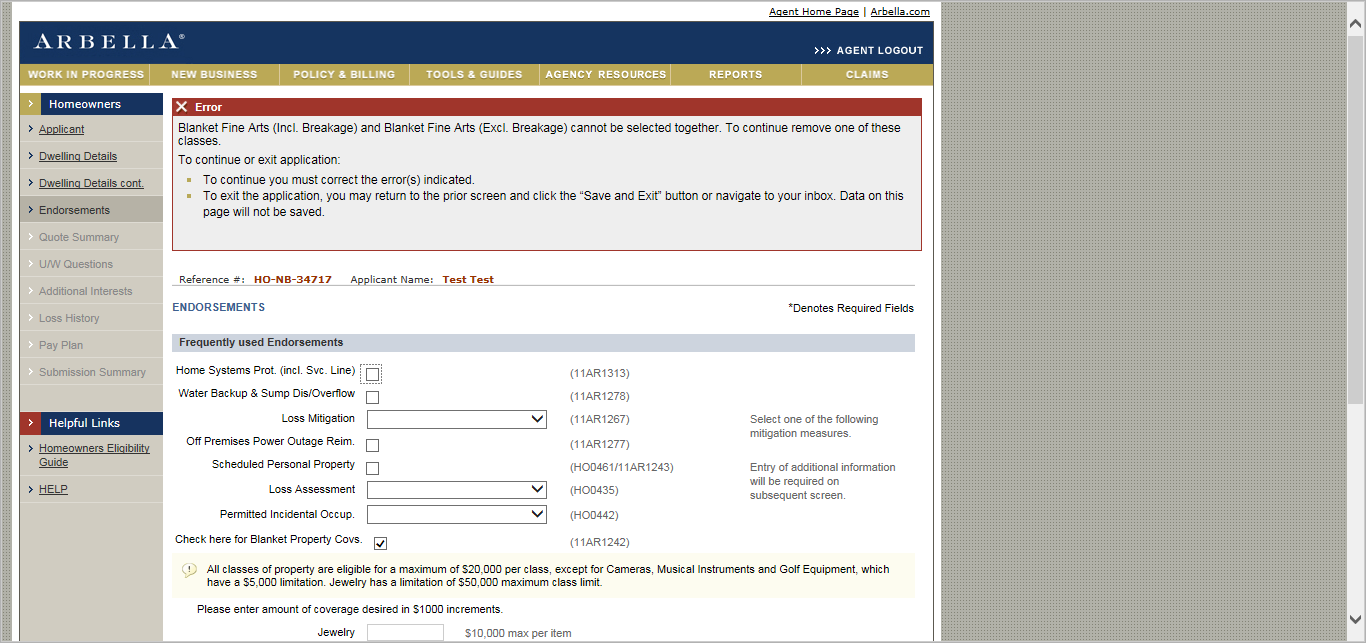 Agent Home Page | Arbella.com
ARBELLA®
>>> AGENT LOGOUT
WORK IN PROGRESS NEW BUSINESS POLICY & BILLING TOOLS & GUIDES AGENCY RESOURCES REPORTS CLAIMS
Homeowners
Applicant
Dwelling Details
Dwelling Details cont.
Endorsements
Quote Summary
U/W Questions
Additional Interests
Loss History
Pay Plan
Submission Summary
Helpful Links
Homeowners Eligibility
Guide
HELP
Error
Blanket Fine Arts (Incl. Breakage) and Blanket Fine Arts (Excl. Breakage) cannot be selected together. To continue remove one of these
classes.
To continue or exit application:
To continue you must correct the error(s) indicated.
To exit the application, you may return to the prior screen and click the “Save and Exit” button or navigate to your inbox. Data on this
page will not be saved.
Reference #: HO-NB-34717 Applicant Name: Test Test
ENDORSEMENTS *Denotes Required Fields
Frequently used Endorsements
Home Systems Prot. (incl. Svc. Line) (11AR1313)
Water Backup & Sump Dis/Overflow (11AR1278)
Loss Mitigation (11AR1267) Select one of the following
mitigation measures.
Off Premises Power Outage Reim. (11AR1277)
Scheduled Personal Property (HO0461/11AR1243) Entry of additional information
will be required on
subsequent screen.
Loss Assessment (HO0435)
Permitted Incidental Occup. (HO0442)
Check here for Blanket Property Covs. (11AR1242)
All classes of property are eligible for a maximum of $20,000 per class, except for Cameras, Musical Instruments and Golf Equipment, which
have a $5,000 limitation. Jewelry has a limitation of $50,000 maximum class limit.
Please enter amount of coverage desired in $1000 increments.
Jewelry $10,000 max per item